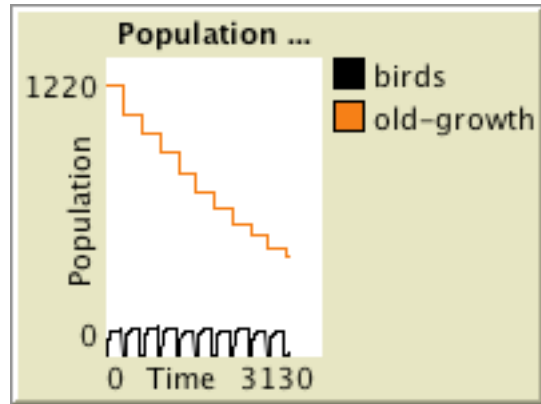 Population ...
1220
Population
0
0 Time 3130
birds
old-growth